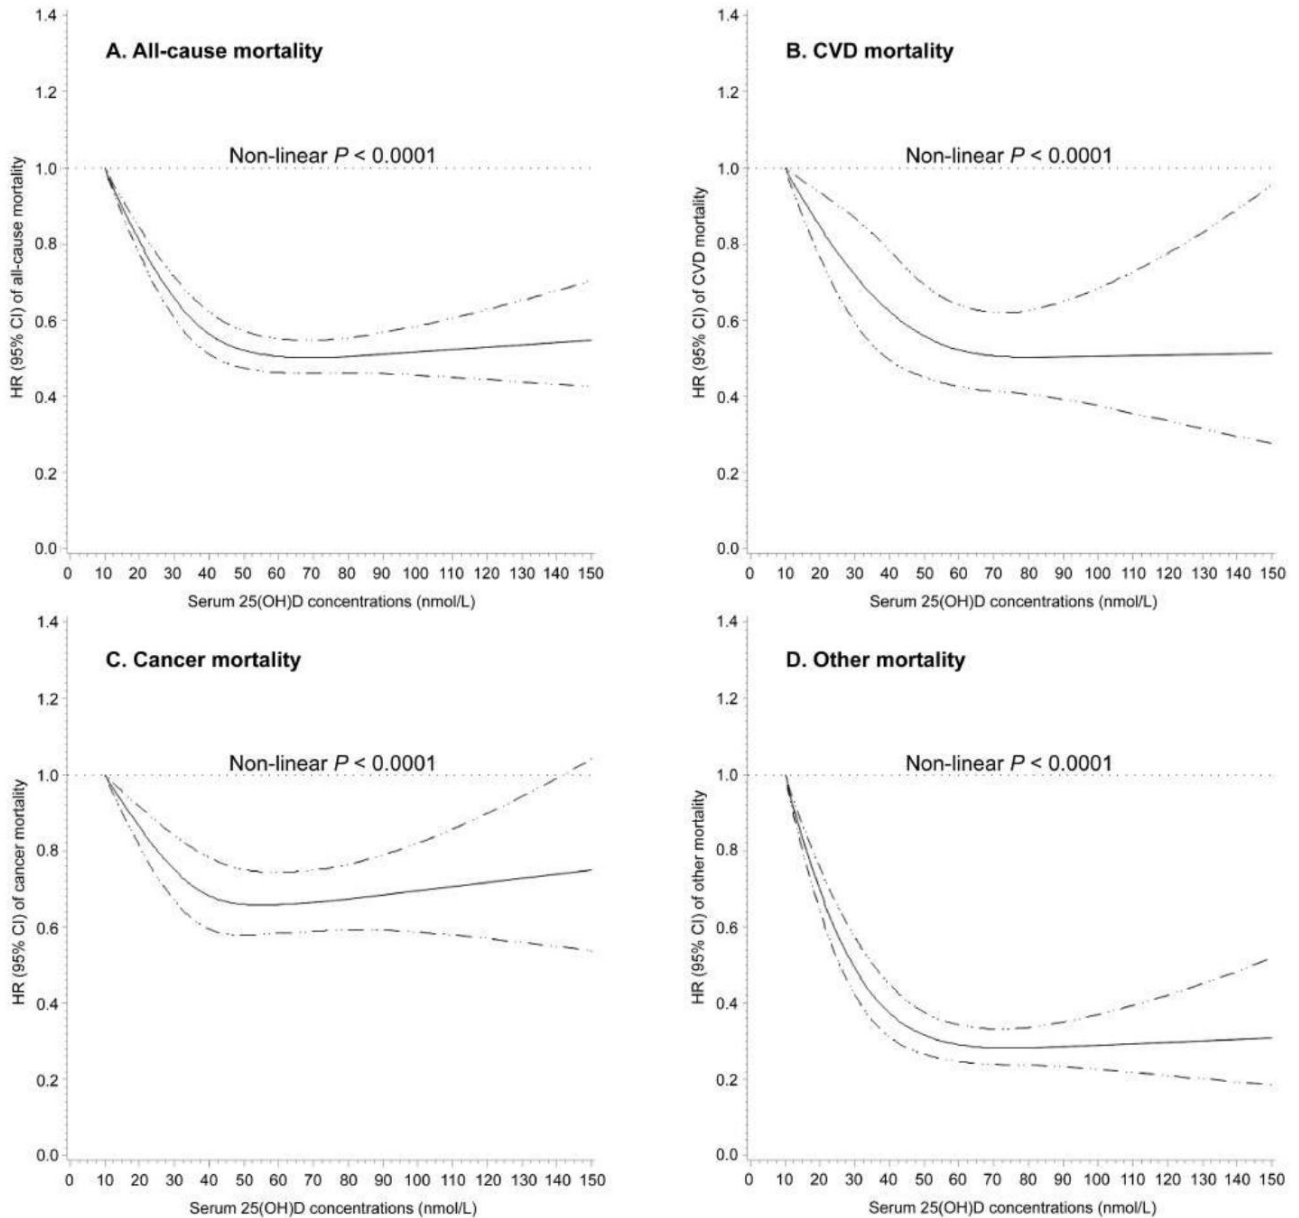 A. All-cause mortality
Non-linear P < 0.0001
HR (95% CI) of all-cause mortality
1.4
1.2
1.0
0.8
0.6
0.4
0.2
0.0
0 10 20 30 40 50 60 70 80 90 100 110 120 130 140 150
Serum 25(OH)D concentrations (nmol/L)
B. CVD mortality
Non-linear P < 0.0001
HR (95% CI) of CVD mortality
1.4
1.2
1.0
0.8
0.6
0.4
0.2
0.0
0 10 20 30 40 50 60 70 80 90 100 110 120 130 140 150
Serum 25(OH)D concentrations (nmol/L)
C. Cancer mortality
Non-linear P < 0.0001
HR (95% CI) of cancer mortality
1.4
1.2
1.0
0.8
0.6
0.4
0.2
0.0
0 10 20 30 40 50 60 70 80 90 100 110 120 130 140 150
Serum 25(OH)D concentrations (nmol/L)
D. Other mortality
Non-linear P < 0.0001
HR (95% CI) of other mortality
1.4
1.2
1.0
0.8
0.6
0.4
0.2
0.0
0 10 20 30 40 50 60 70 80 90 100 110 120 130 140 150
Serum 25(OH)D concentrations (nmol/L)